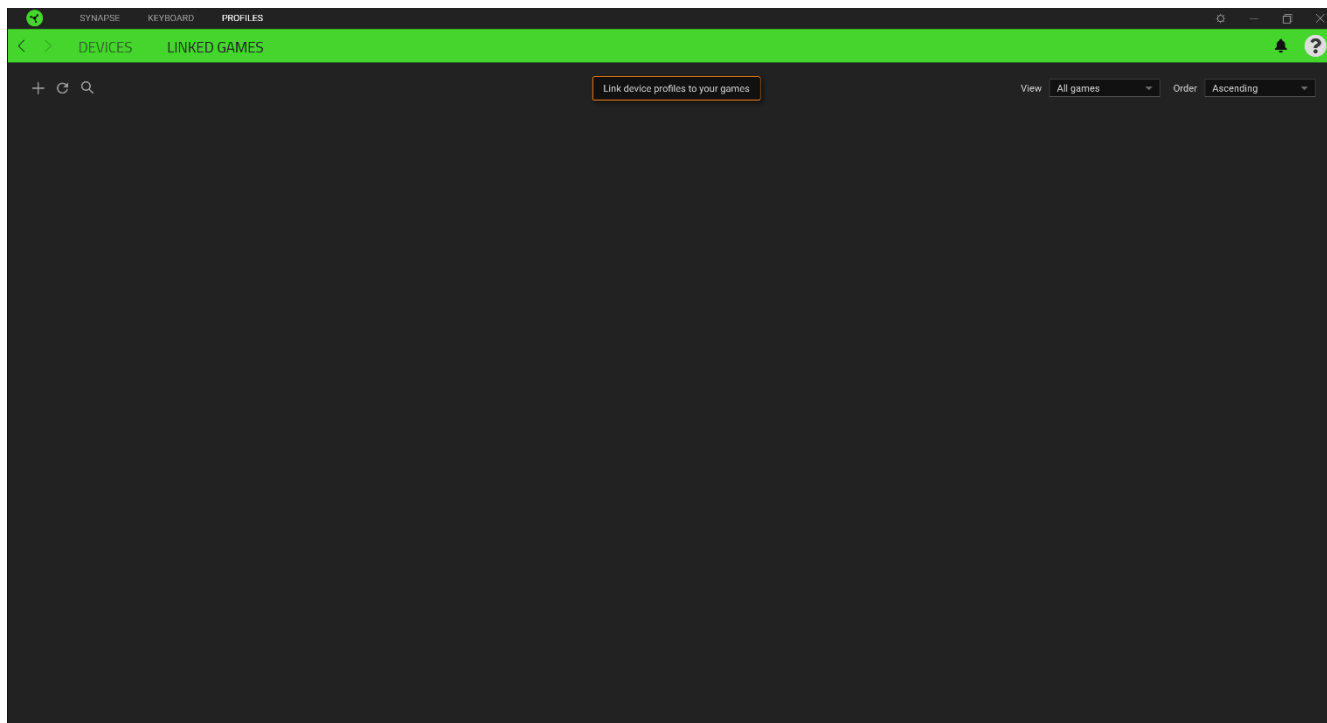 SYNAPSE KEYBOARD PROFILES
DEVICES LINKED GAMES ?
Link device profiles to your games View All games Order Ascending